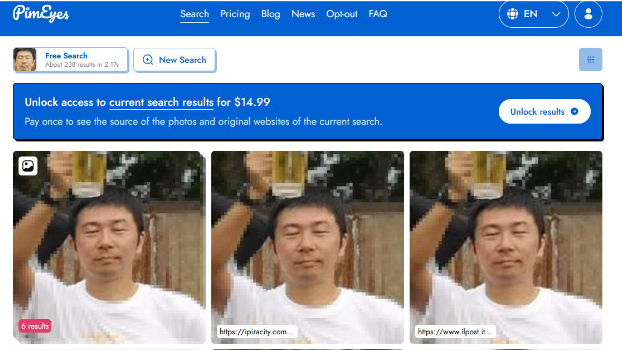 PimEyes
Search Pricing Blog News Opt-out FAQ
EN
Free Search
About 238 results in 2.17s
New Search
Unlock access to current search results for $14.99
Pay once to see the source of the photos and original websites of the current search.
Unlock results
6 results
https://ipiracity.com...
https://www.ilpost.it...